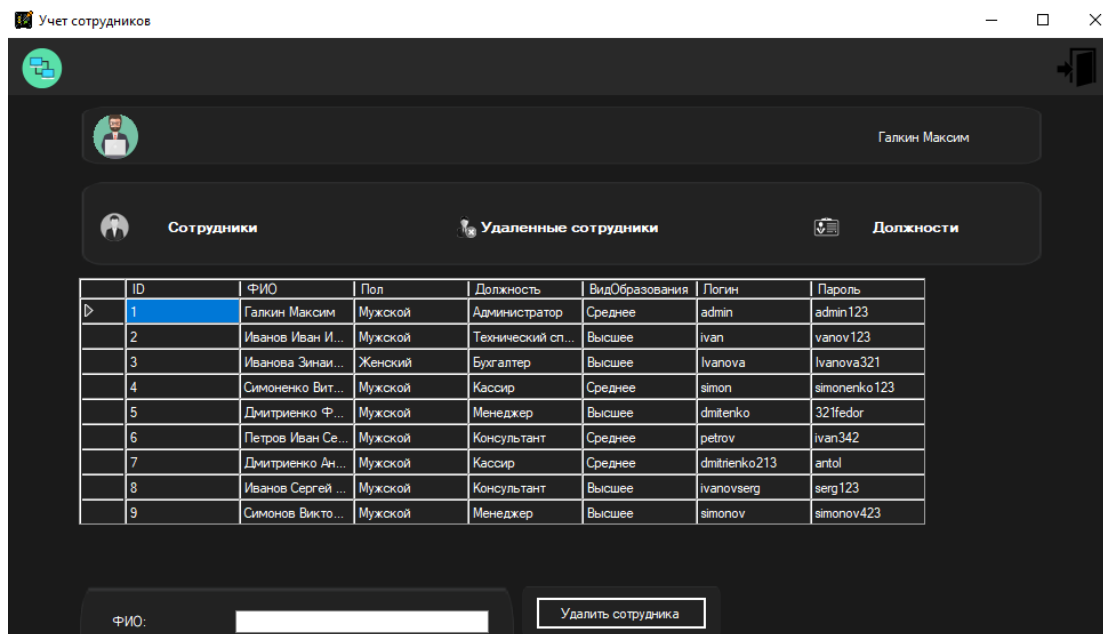 Учет сотрудников
Галкин Максим
Сотрудники Удаленные сотрудники Должности
ID ФИО Пол Должность ВидОбразования Логин Пароль
1 Галкин Максим Мужской Администратор Среднее admin admin123
2 Иванов Иван И... Мужской Технический сп... Высшее ivan vanov123
3 Иванова Зинаи... Женский Бухгалтер Высшее Ivanova Ivanova321
4 Симоненко Вит... Мужской Кассир Среднее simon simonenko123
5 Дмитриенко Ф... Мужской Менеджер Высшее dmitenko 321fedor
6 Петров Иван Се... Мужской Консультант Среднее petrov ivan342
7 Дмитриенко Ан... Мужской Кассир Среднее dmitrienko213 antol
8 Иванов Сергей ... Мужской Консультант Высшее ivanovserg serg123
9 Симонов Викто... Мужской Менеджер Высшее simonov simonov423
ФИО: Удалить сотрудника